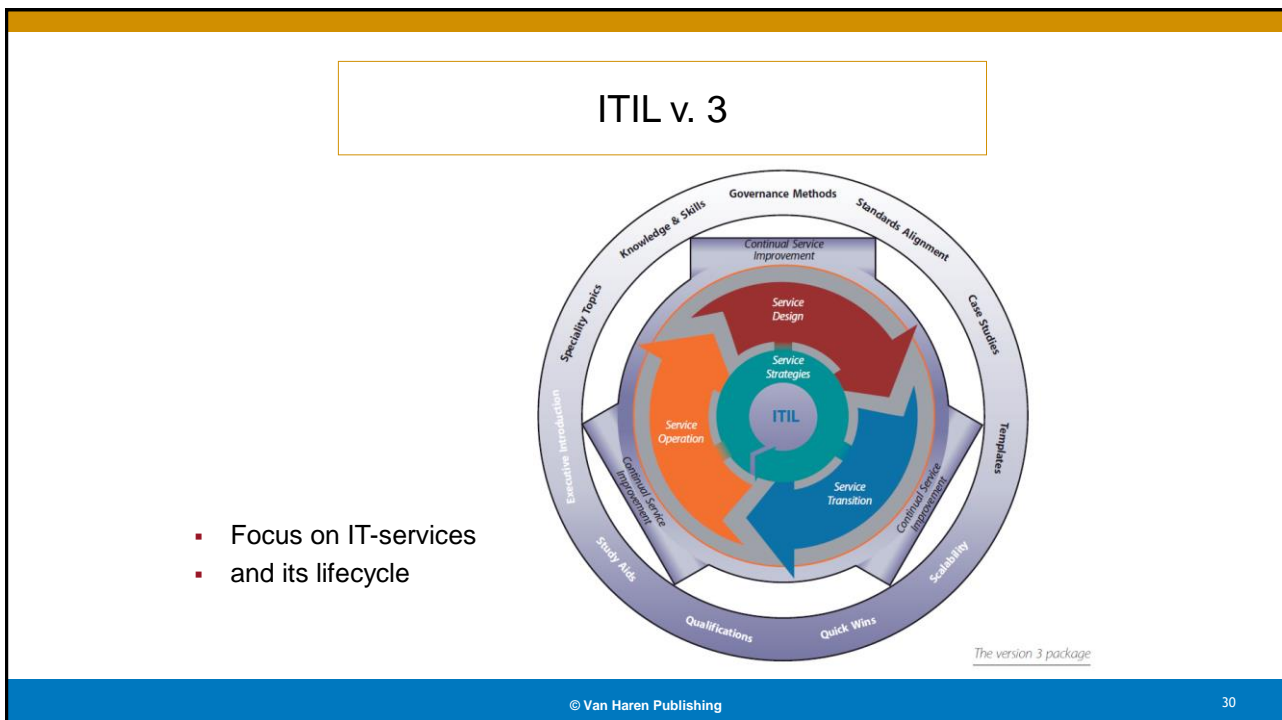 ITIL v. 3
Governance Methods
Standards Alignment
Case Studies
Templates
Scalability
Quick Wins
Qualifications
Study Aids
Executive Introduction
Speciality Topics
Knowledge & Skills
Continual Service
Improvement
Service
Design
Service
Strategies
ITIL
Service
Operation
Service
Transition
Continual Service
Improvement
Continual Service
Improvement
▪ Focus on IT-services
▪ and its lifecycle
The version 3 package
© Van Haren Publishing
30